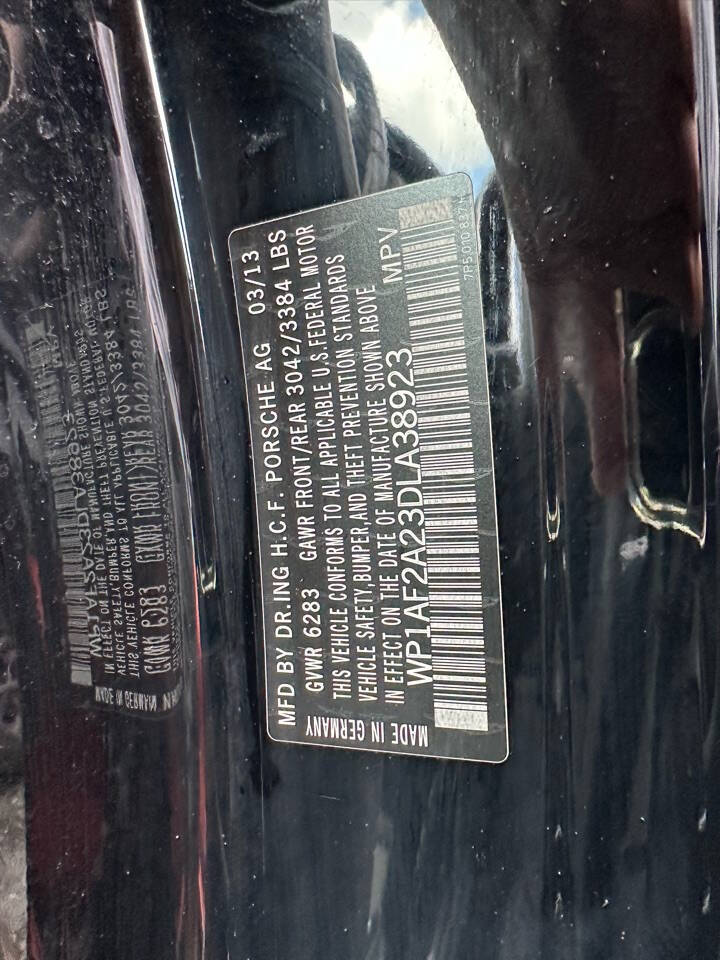 MFD BY DR.ING H.C.F. PORSCHE AG 03/13
GVWR 6283 GAWR FRONT/REAR 3042/3384 LBS
THIS VEHICLE CONFORMS TO ALL APPLICABLE U.S.FEDERAL MOTOR
VEHICLE SAFETY,BUMPER,AND THEFT PREVENTION STANDARDS
IN EFFECT ON THE DATE OF MANUFACTURE SHOWN ABOVE
WP1AF2A23DLA38923 MPV
MADE IN GERMANY